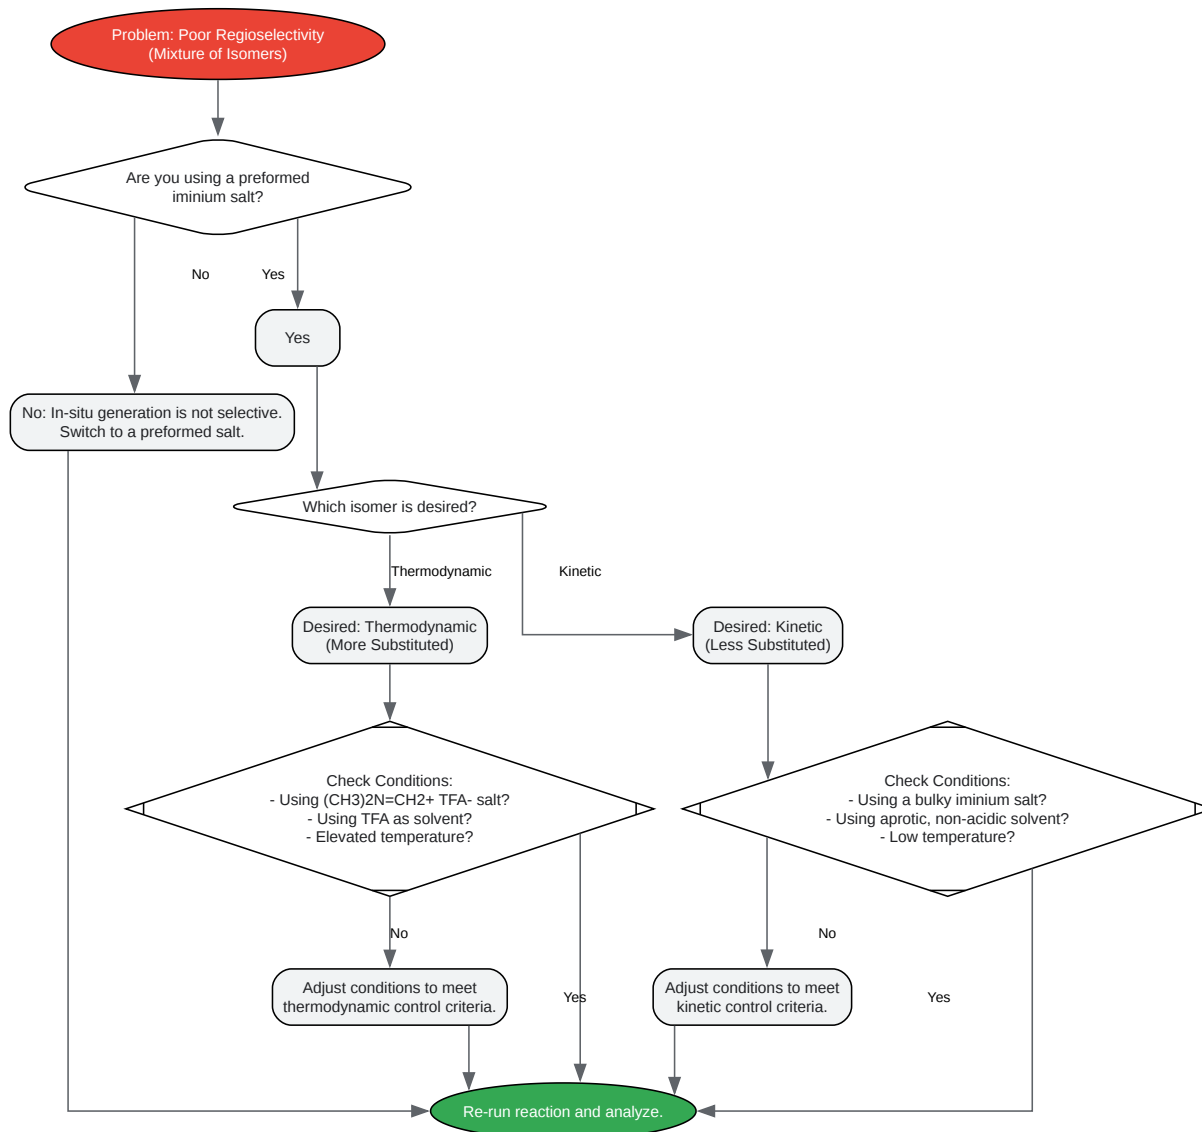 Problem: Poor Regioselectivity
(Mixture of Isomers)
Are you using a preformed
iminium salt?
No
Yes
Yes
No: In-situ generation is not selective.
Switch to a preformed salt.
Which isomer is desired?
Thermodynamic
Kinetic
Desired: Thermodynamic
(More Substituted)
Desired: Kinetic
(Less Substituted)
Check Conditions:
- Using (CH3)2N=CH2+ TFA- salt?
- Using TFA as solvent?
- Elevated temperature?
Check Conditions:
- Using a bulky iminium salt?
- Using aprotic, non-acidic solvent?
- Low temperature?
No
No
Adjust conditions to meet
thermodynamic control criteria.
Yes
Adjust conditions to meet
kinetic control criteria.
Yes
Re-run reaction and analyze.